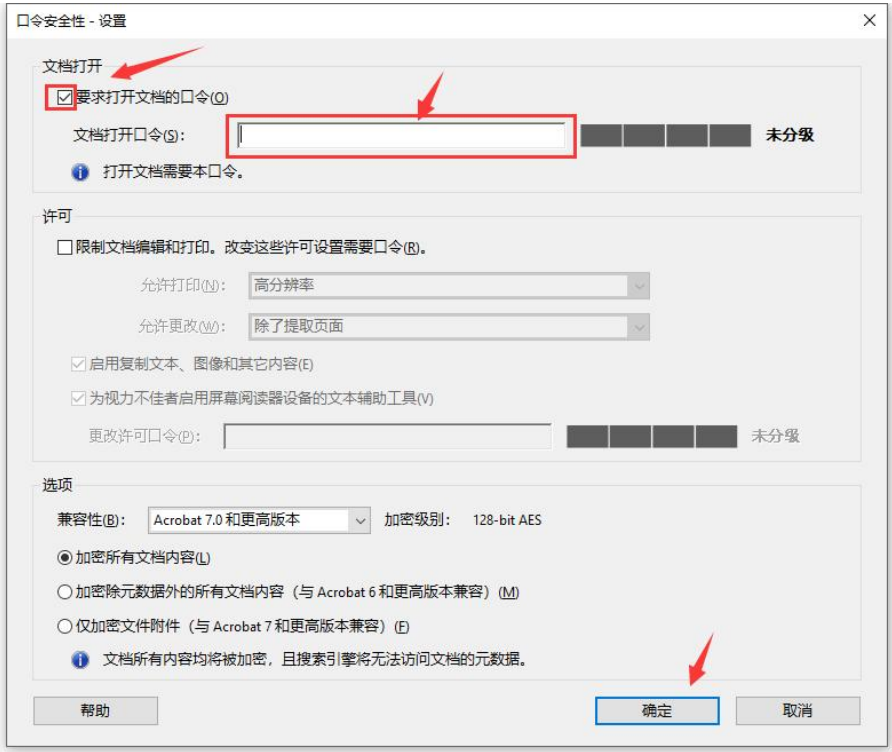 口令安全性 - 设置
文档打开
要求打开文档的口令(O)
文档打开口令(S): 未分级
打开文档需要本口令。
许可
限制文档编辑和打印。改变这些许可设置需要口令(R)。
允许打印(N): 高分辨率
允许更改(W): 除了提取页面
启用复制文本、图像和其它内容(E)
为视力不佳者启用屏幕阅读器设备的文本辅助工具(V)
更改许可口令(P): 未分级
选项
兼容性(B): Acrobat 7.0 和更高版本 加密级别: 128-bit AES
加密所有文档内容(L)
加密除元数据外的所有文档内容（与 Acrobat 6 和更高版本兼容）(M)
仅加密文件附件（与 Acrobat 7 和更高版本兼容）(F)
文档所有内容均将被加密，且搜索引擎将无法访问文档的元数据。
帮助 确定 取消